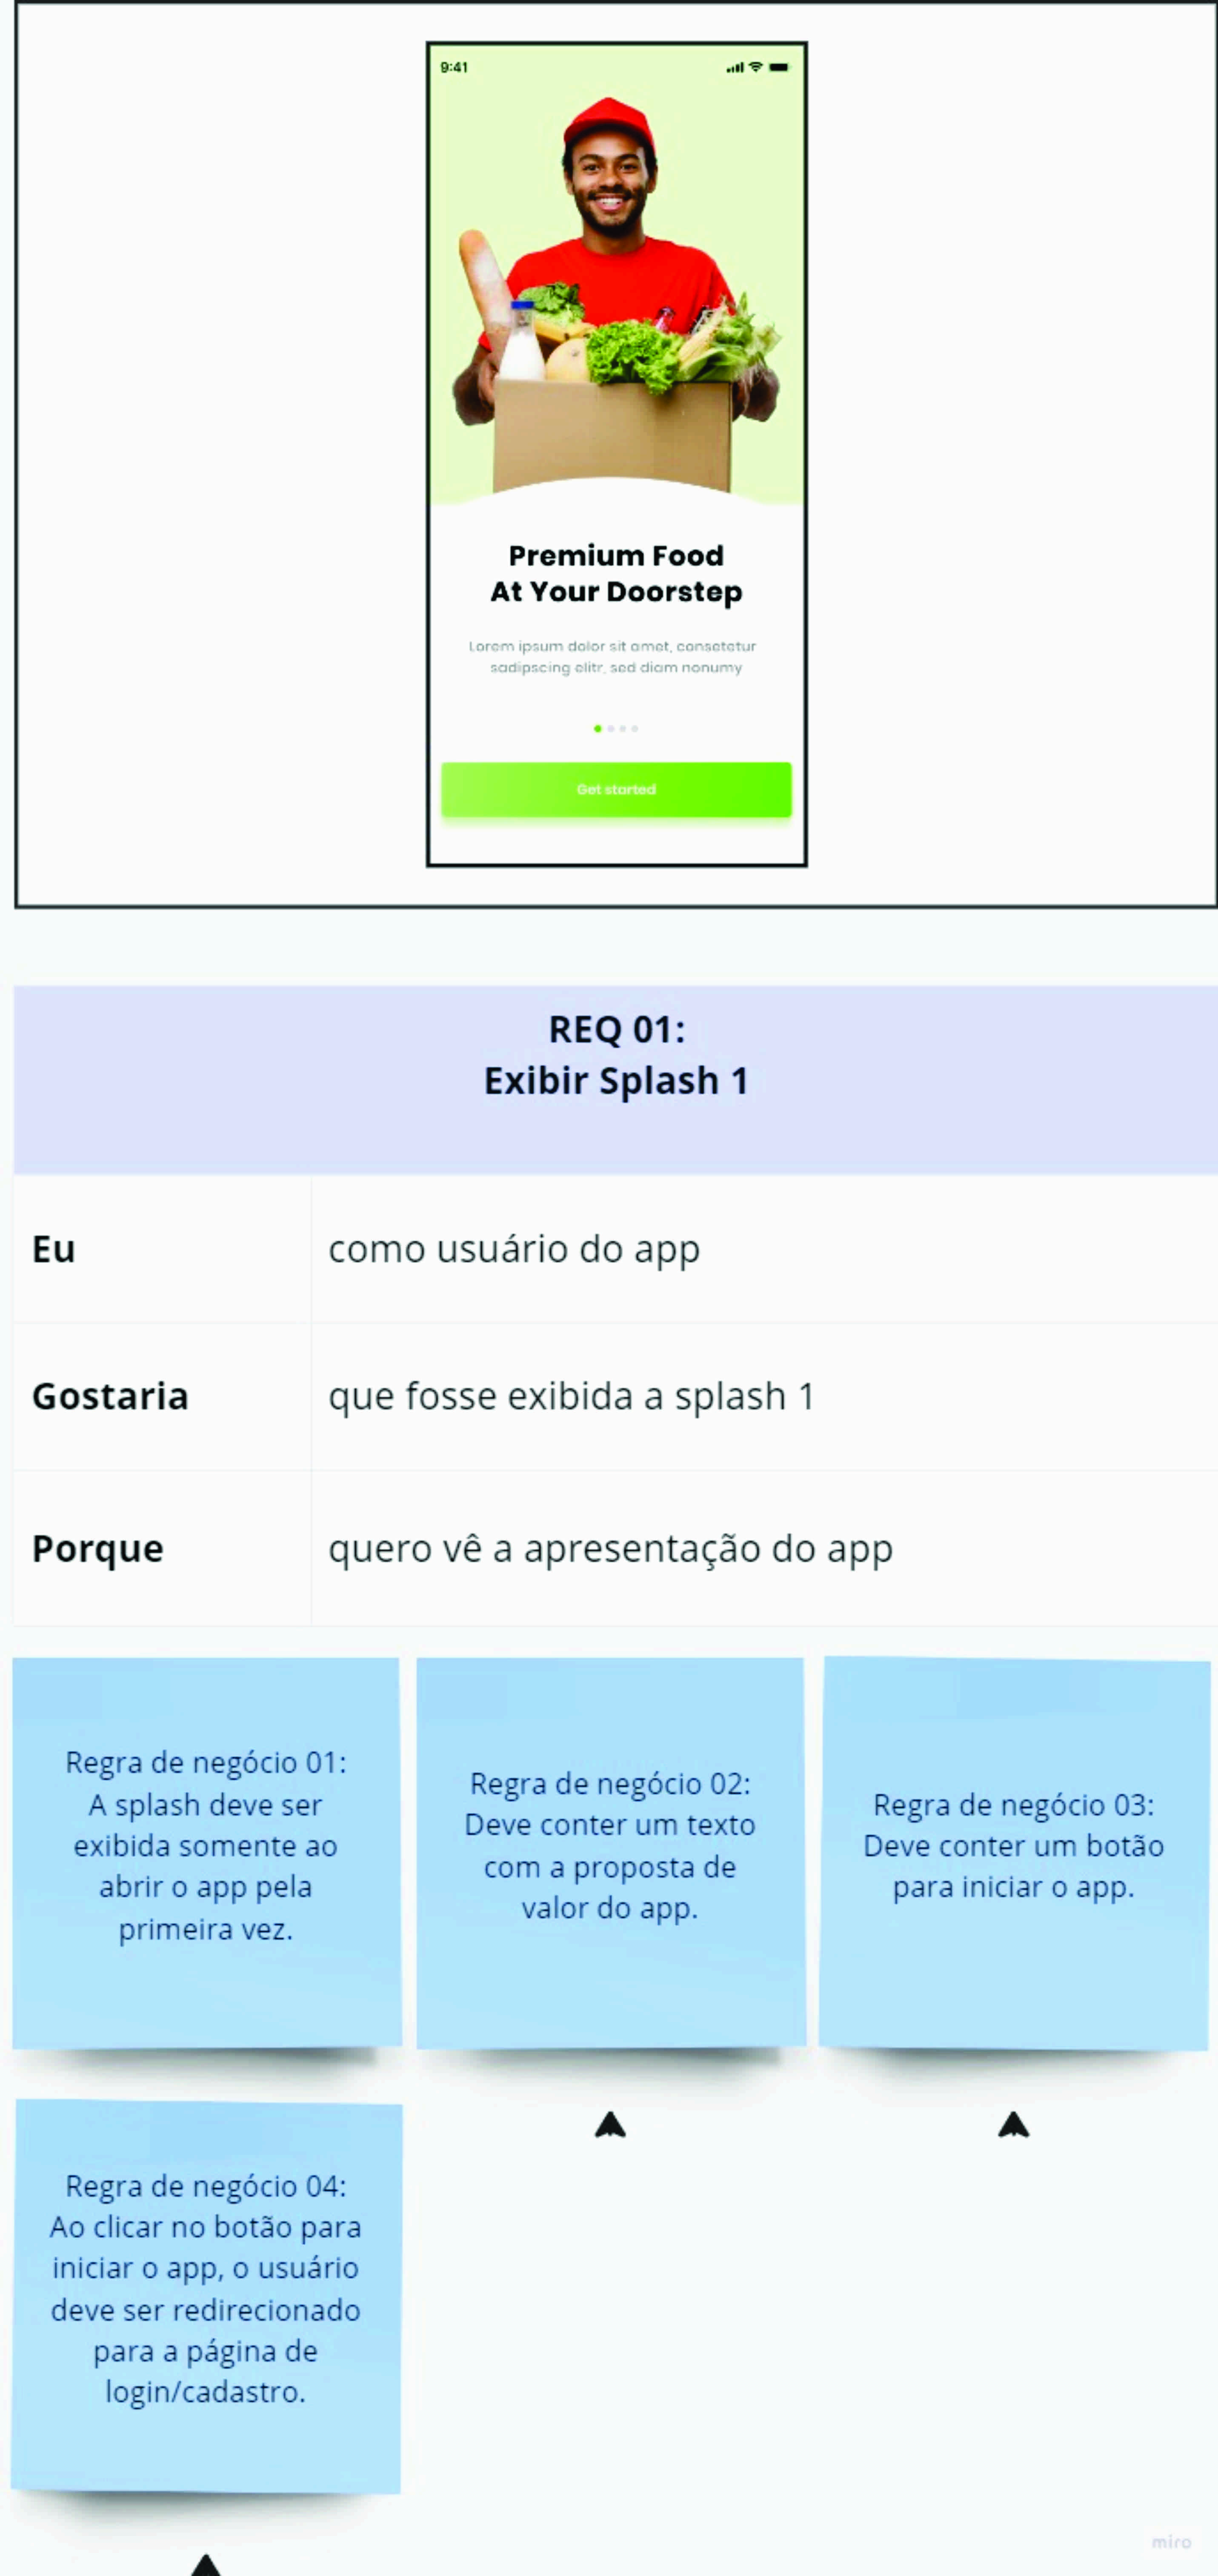 9:41
Premium Food
At Your Doorstep
Lorem ipsum dolor sit amet, consetetur
sadipscing elitr, sed diam nonumy
Get started
REQ 01:
Exibir Splash 1
Eu
como usuário do app
Gostaria
que fosse exibida a splash 1
Porque
quero vê a apresentação do app
Regra de negócio 01:
A splash deve ser
exibida somente ao
abrir o app pela
primeira vez.
Regra de negócio 02:
Deve conter um texto
com a proposta de
valor do app.
Regra de negócio 03:
Deve conter um botão
para iniciar o app.
Regra de negócio 04:
Ao clicar no botão para
iniciar o app, o usuário
deve ser redirecionado
para a página de
login/cadastro.
miro